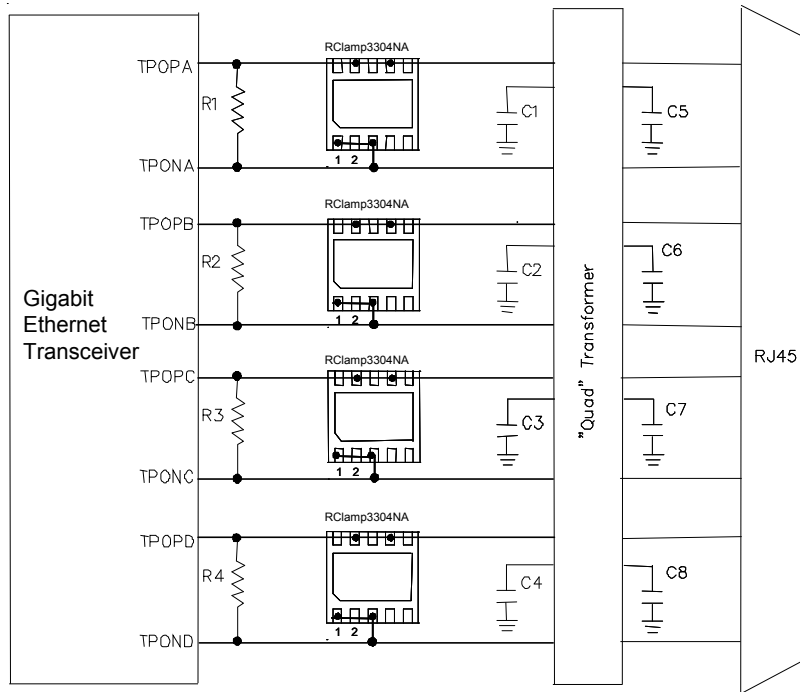 RClamp3304NA
TPOPA
R1
C1
C5
TPONA
1 2
RClamp3304NA
TPOPB
R2
C2
C6
TPONB
1 2
Gigabit
Ethernet
Transceiver
"Quad" Transformer
RJ45
RClamp3304NA
TPOPC
R3
C3
C7
TPONC
1 2
RClamp3304NA
TPOPD
R4
C4
C8
TPOND
1 2